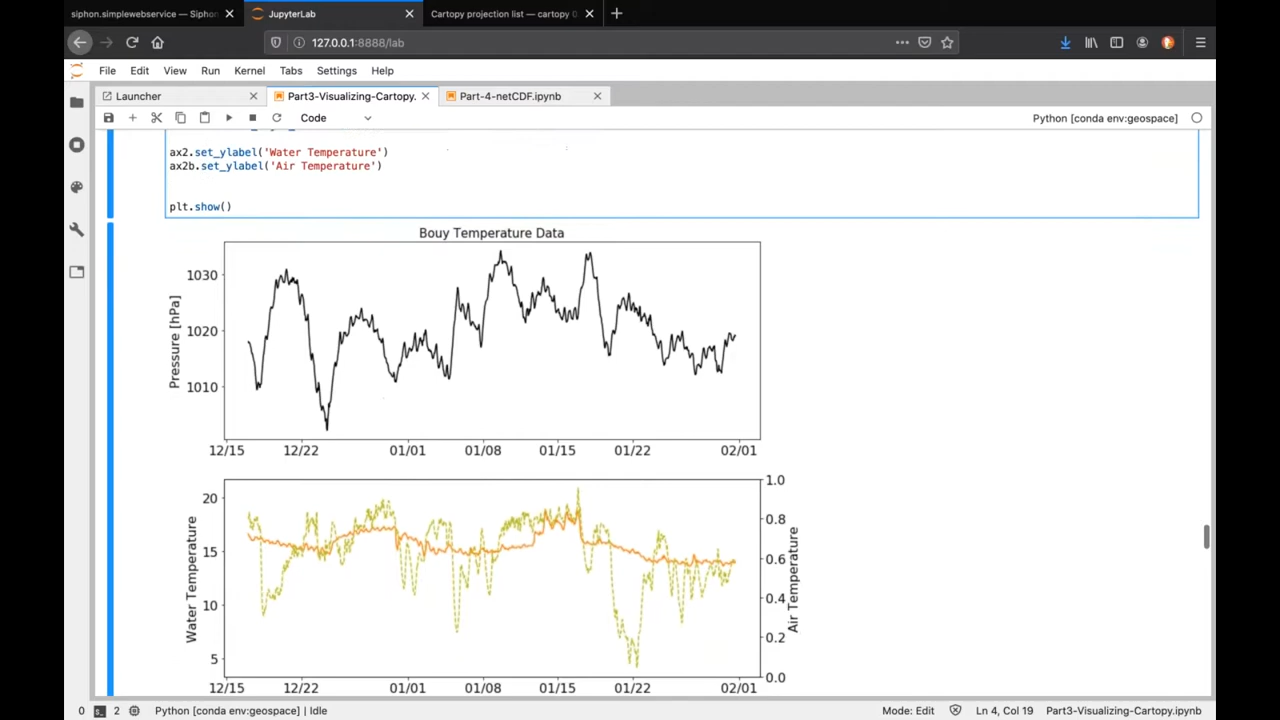 siphon.simplewebservice — Siphon
JupyterLab
Cartopy projection list — cartopy 0
127.0.0.1:8888/lab
File Edit View Run Kernel Tabs Settings Help
Launcher
Part3-Visualizing-Cartopy.
Part-4-netCDF.ipynb
Code
Python [conda env:geospace]
ax2.set_ylabel('Water Temperature')
ax2b.set_ylabel('Air Temperature')
plt.show()
Bouy Temperature Data
Pressure [hPa]
1030
1020
1010
12/15 12/22 01/01 01/08 01/15 01/22 02/01
Water Temperature
20
15
10
5
1.0
0.8
0.6
0.4
0.2
0.0
Air Temperature
12/15 12/22 01/01 01/08 01/15 01/22 02/01
0 2 Python [conda env:geospace] | Idle
Mode: Edit Ln 4, Col 19 Part3-Visualizing-Cartopy.ipynb